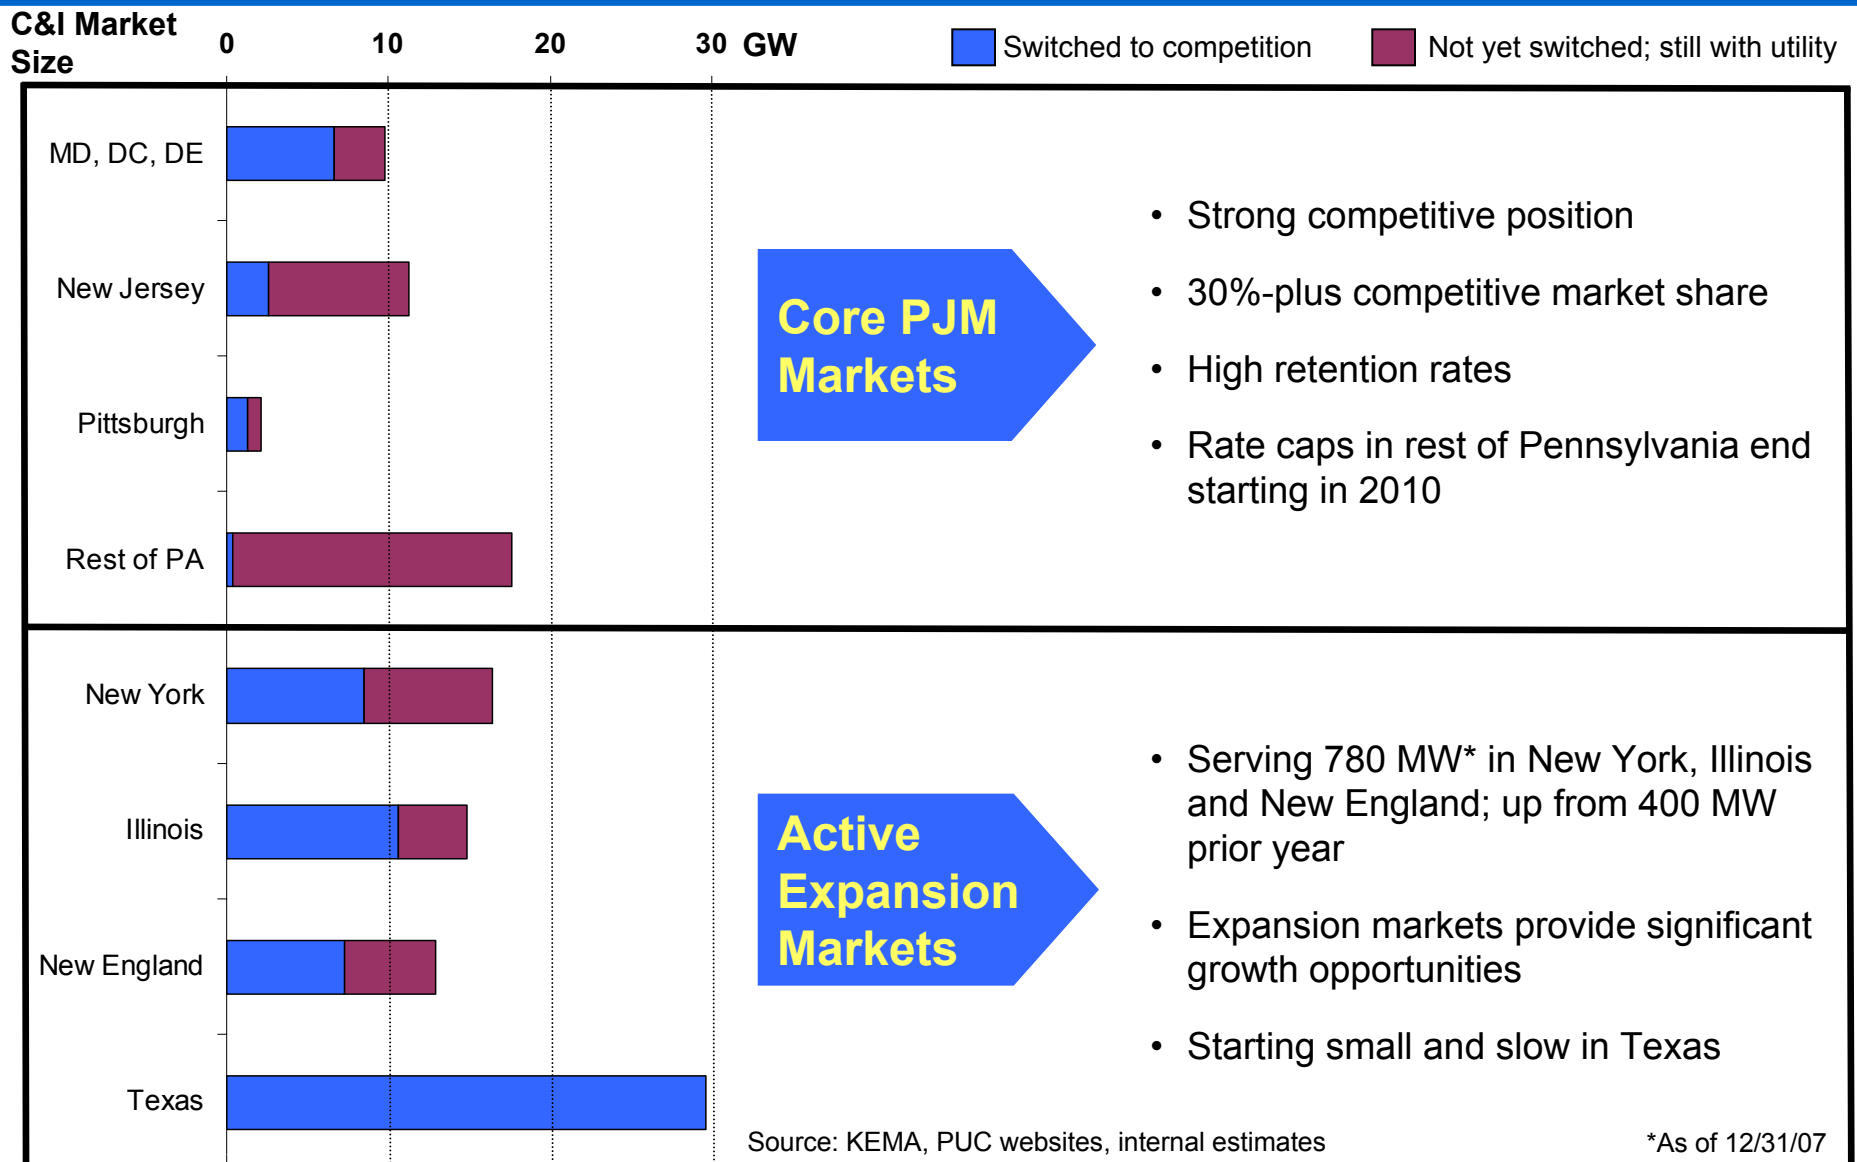 C&I Market
Size
0 10 20 30 GW
Switched to competition
Not yet switched; still with utility
MD, DC, DE
New Jersey
Pittsburgh
Rest of PA
Core PJM
Markets
• Strong competitive position
• 30%-plus competitive market share
• High retention rates
• Rate caps in rest of Pennsylvania end
starting in 2010
New York
Illinois
New England
Texas
Active
Expansion
Markets
• Serving 780 MW* in New York, Illinois
and New England; up from 400 MW
prior year
• Expansion markets provide significant
growth opportunities
• Starting small and slow in Texas
Source: KEMA, PUC websites, internal estimates
*As of 12/31/07